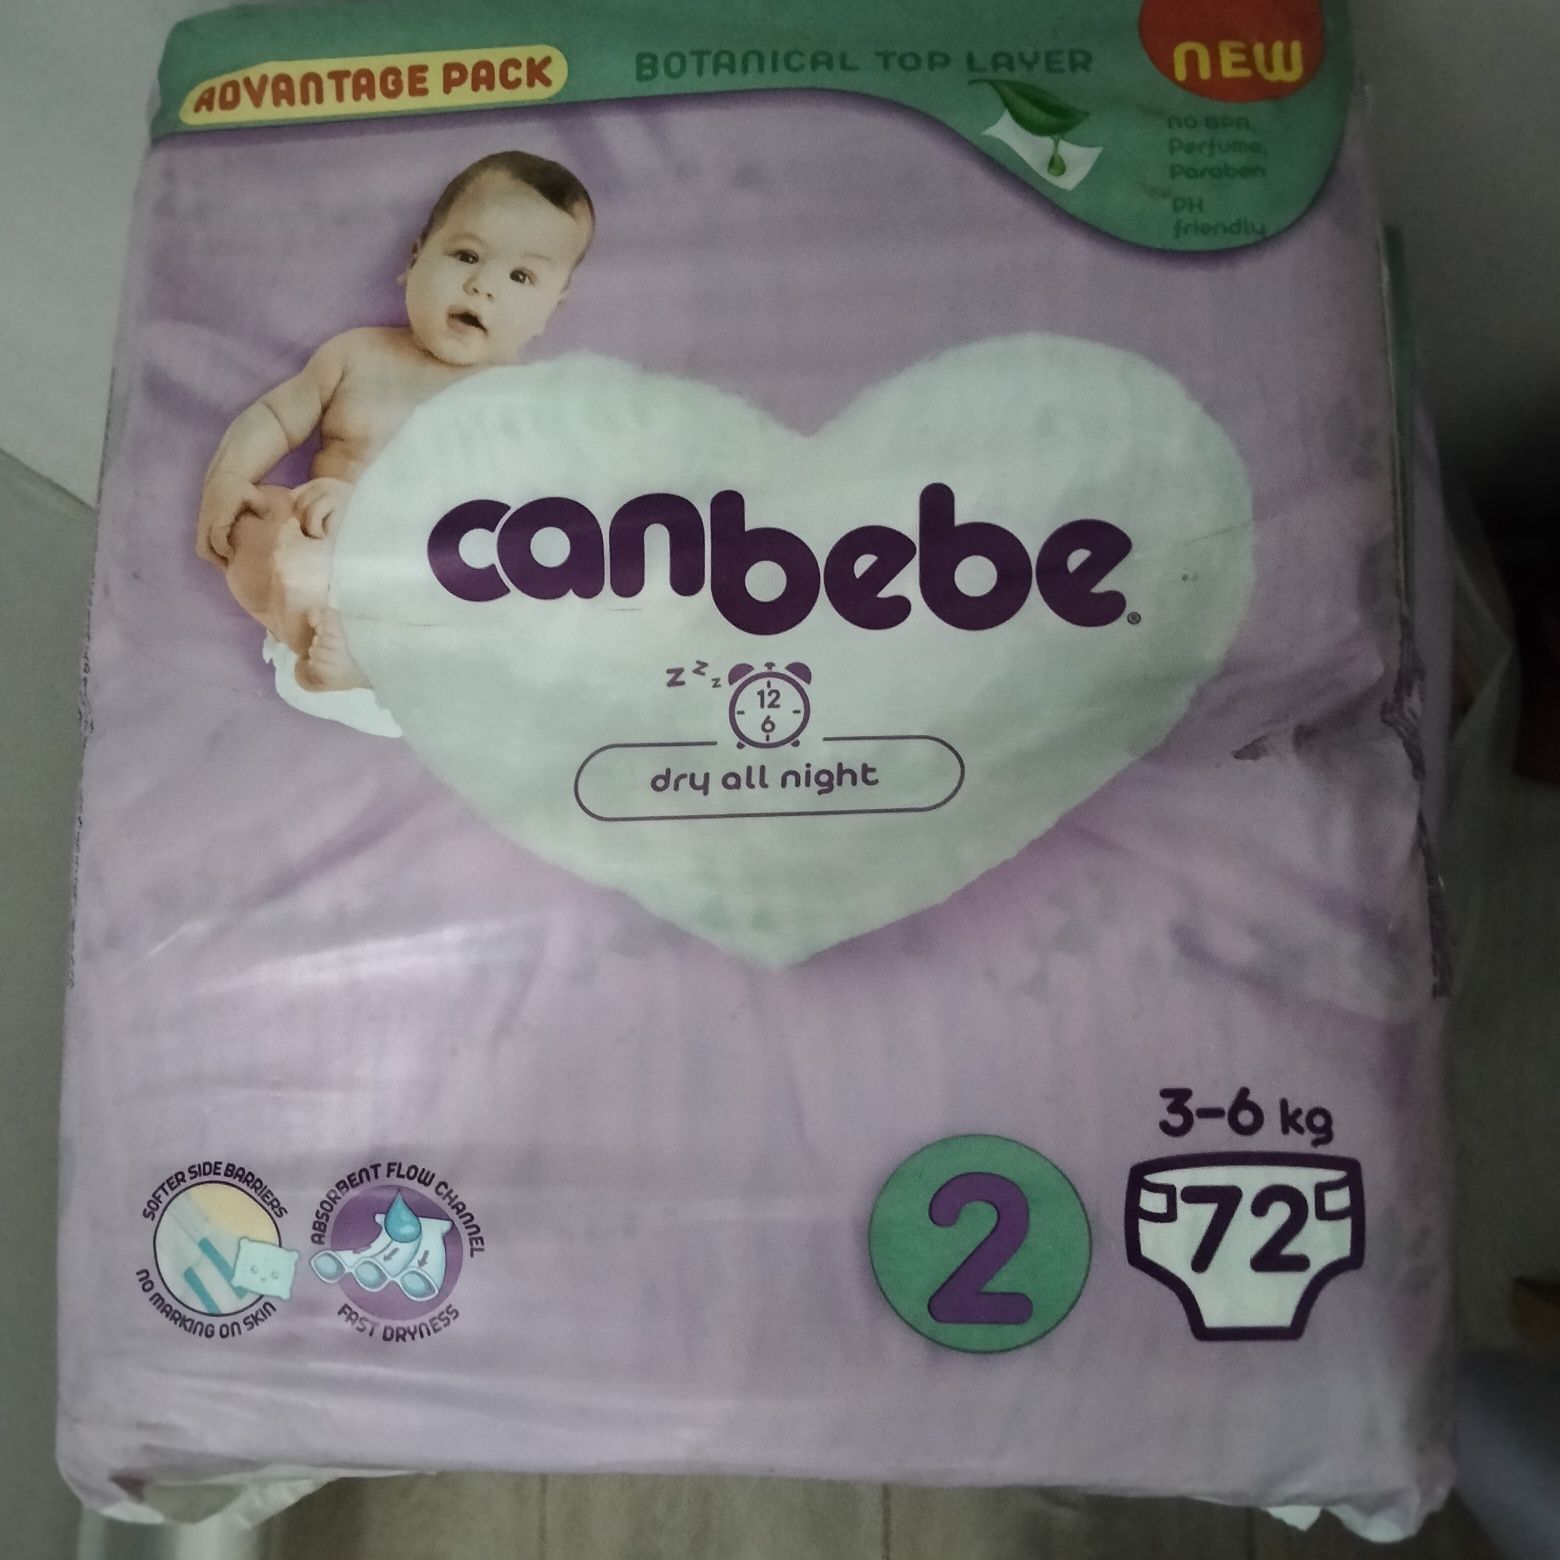 ADVANTAGE PACK
BOTANICAL TOP LAYER
NEW
NO BPA,
Perfume,
Paraben
PH
friendly
canbebe®
z z z
12
6
dry all night
SOFTER SIDE BARRIERS
NO MARKING ON SKIN
ABSORBENT FLOW CHANNEL
FAST DRYNESS
2
3-6 kg
72